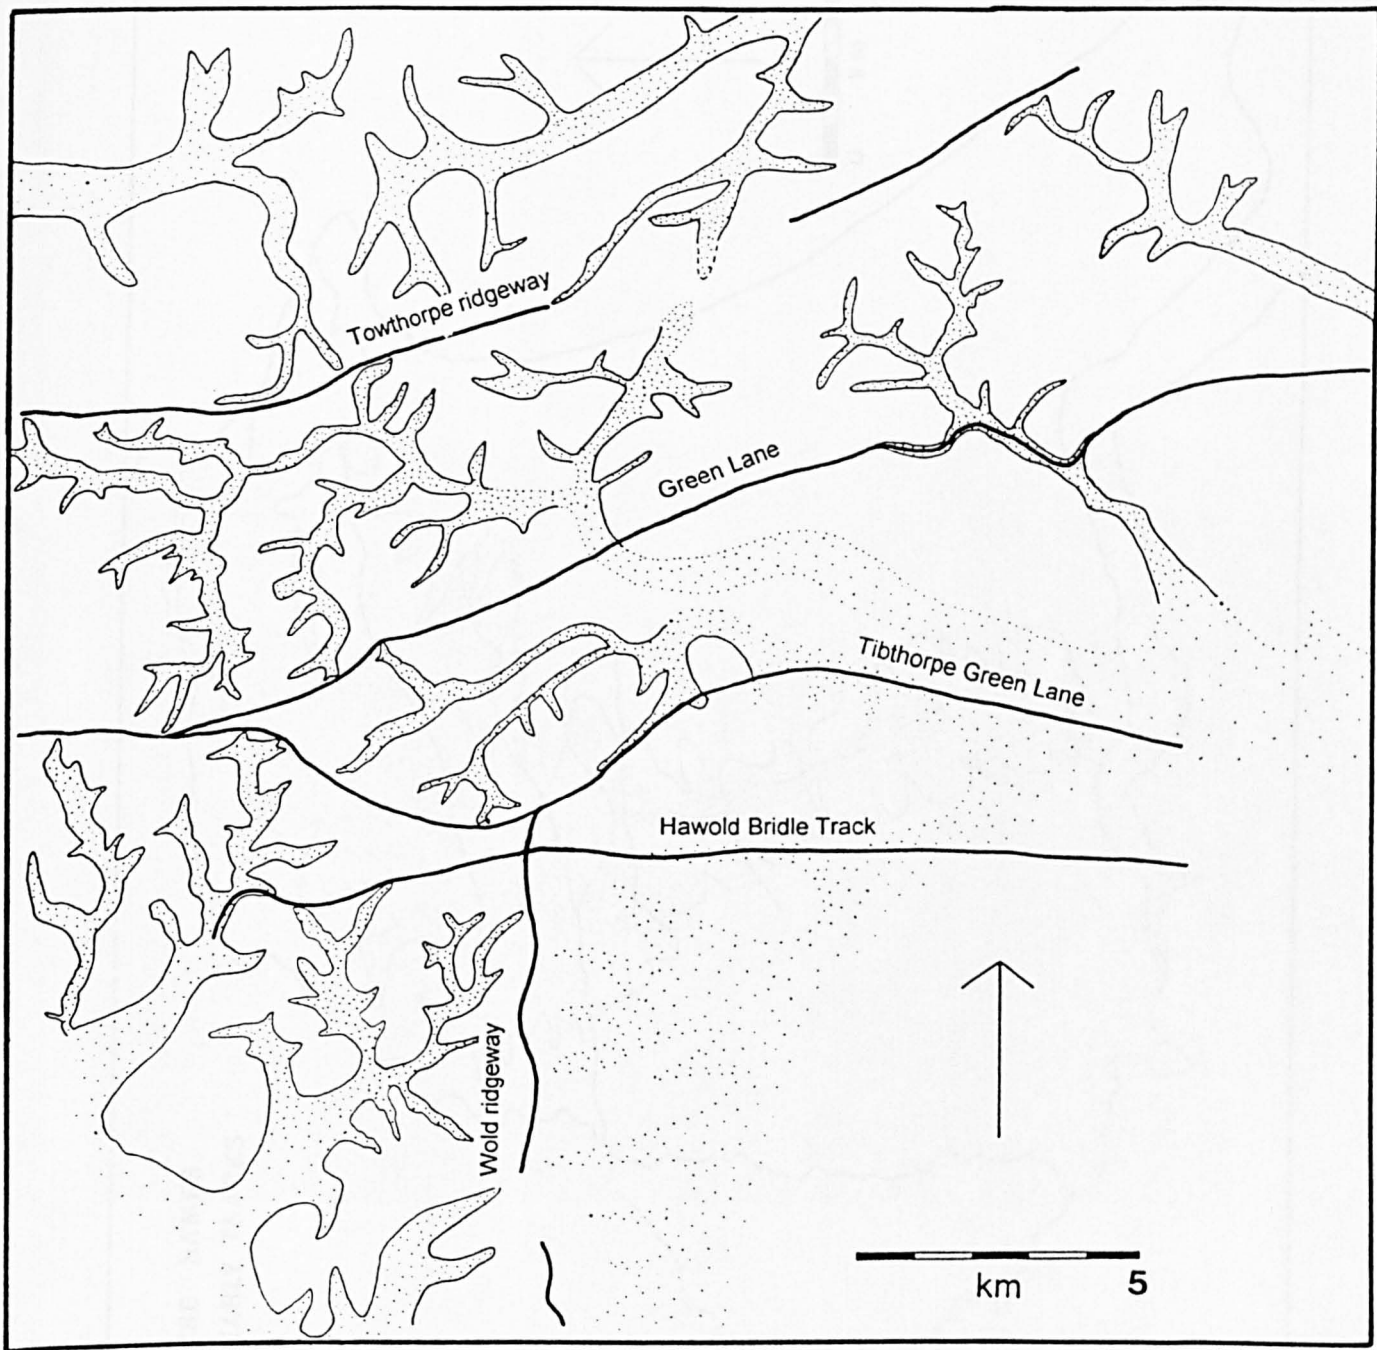 Towthorpe ridgeway
Green Lane
Tibthorpe Green Lane
Hawold Bridle Track
Wold ridgeway
km 5